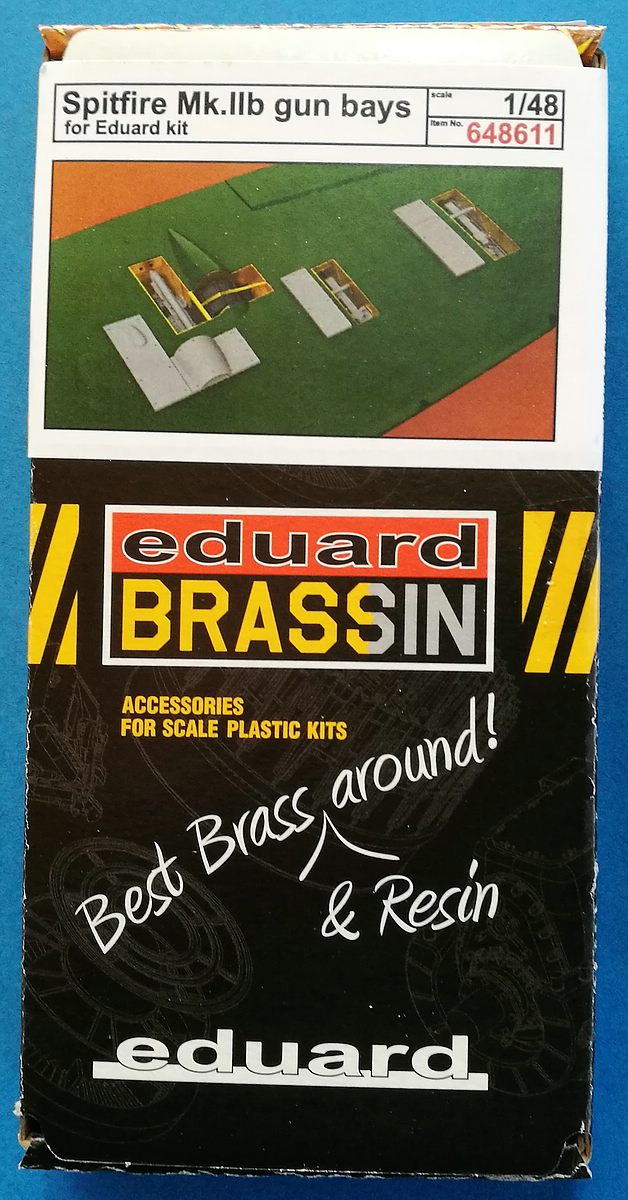 Spitfire Mk.IIb gun bays
for Eduard kit
scale
1/48
Item No.
648611
eduard
BRASSIN
ACCESSORIES
FOR SCALE PLASTIC KITS
Best Brass around!
& Resin
eduard